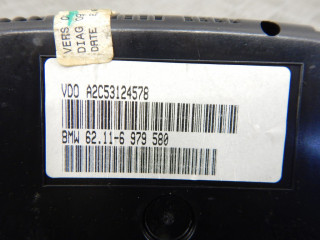 VERS
DIAG
DATE
VDO A2C53124578
BMW 62.11-6 979 580